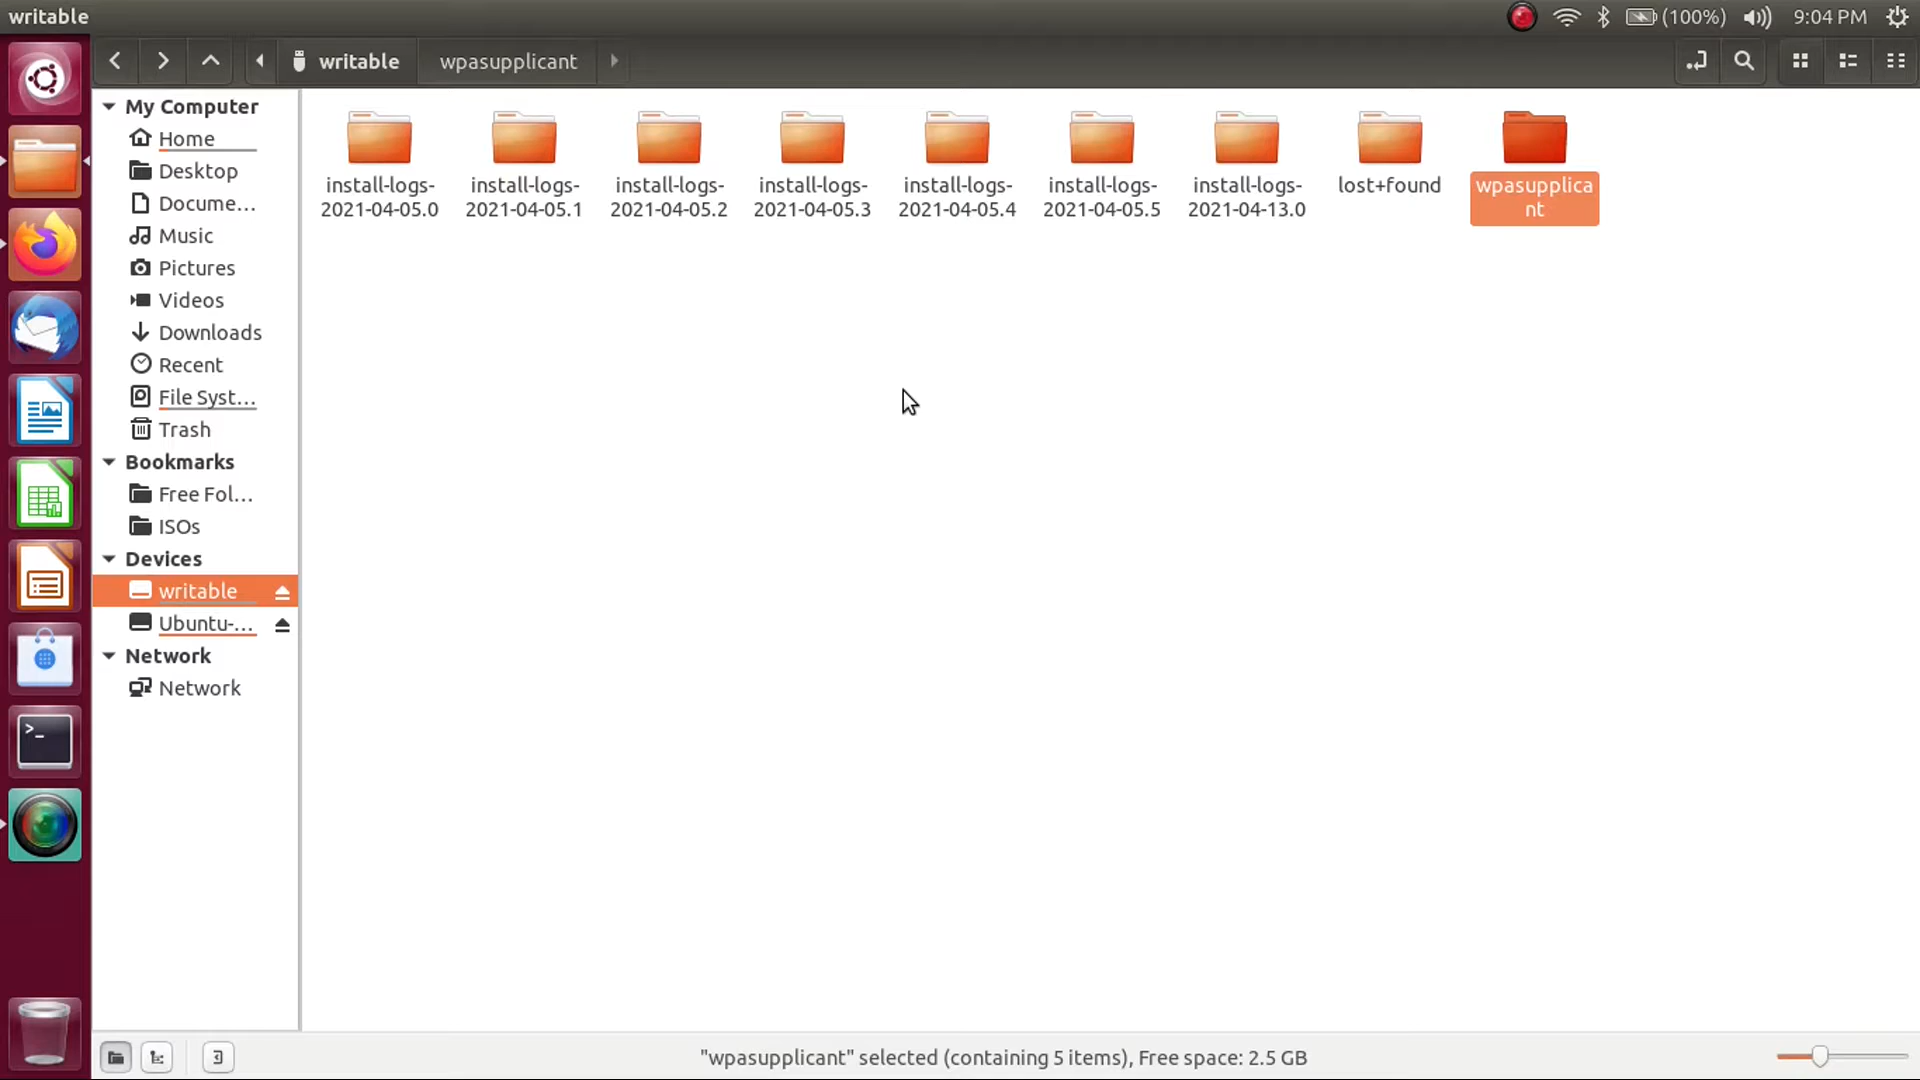 writable
(100%)
9:04 PM
writable
wpasupplicant
My Computer
Home
Desktop
Docume...
Music
Pictures
Videos
Downloads
Recent
File Syst...
Trash
Bookmarks
Free Fol...
ISOs
Devices
writable
Ubuntu-...
Network
Network
install-logs-
2021-04-05.0
install-logs-
2021-04-05.1
install-logs-
2021-04-05.2
install-logs-
2021-04-05.3
install-logs-
2021-04-05.4
install-logs-
2021-04-05.5
install-logs-
2021-04-13.0
lost+found
wpasupplica
nt
"wpasupplicant" selected (containing 5 items), Free space: 2.5 GB